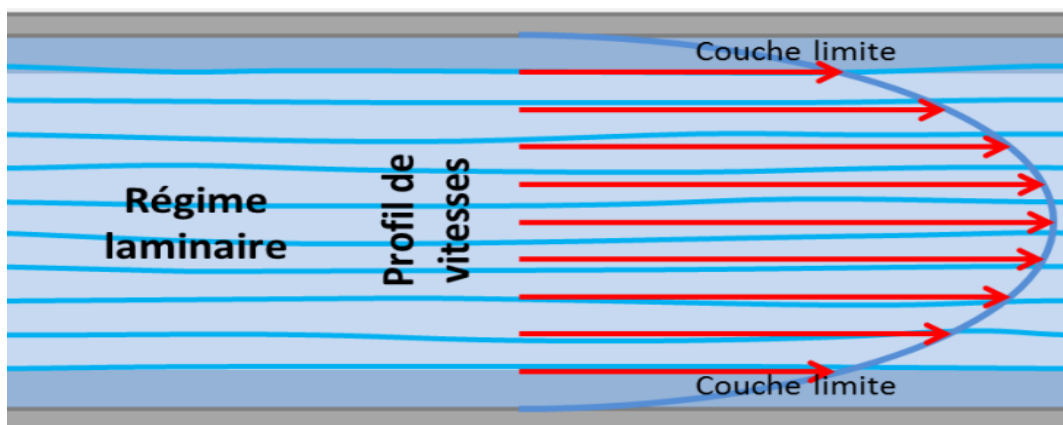 Couche limite
Régime
laminaire
Profil de
vitesses
Couche limite